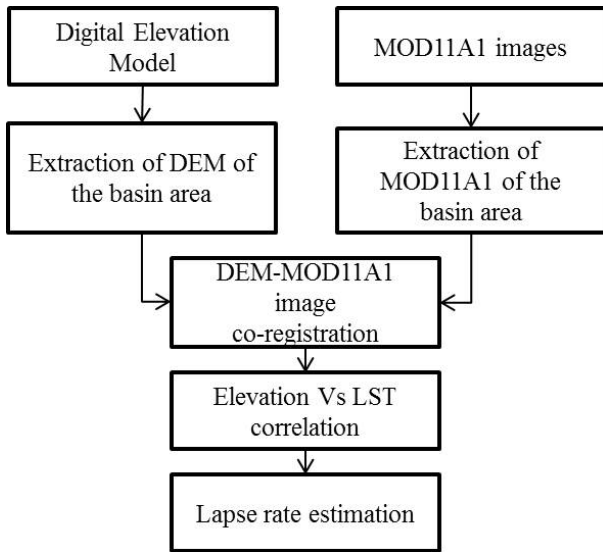 Digital Elevation
Model
MOD11A1 images
Extraction of DEM of
the basin area
Extraction of
MOD11A1 of the
basin area
DEM-MOD11A1
image
co-registration
Elevation Vs LST
correlation
Lapse rate estimation